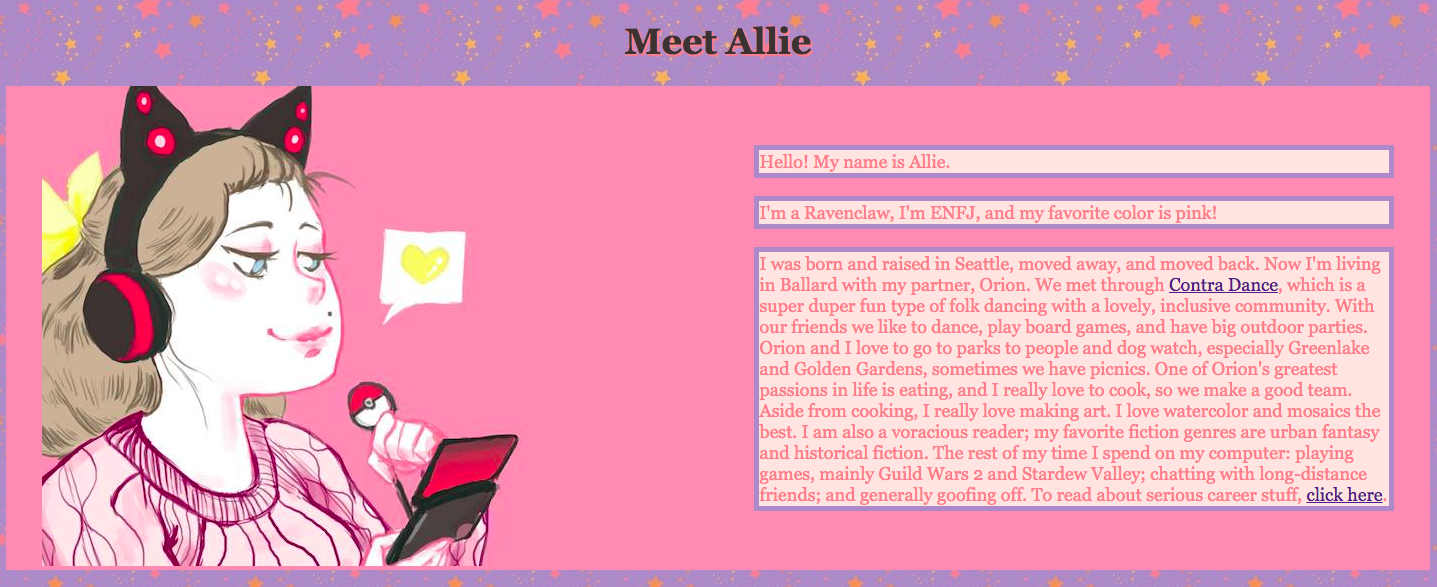 Meet Allie
Hello! My name is Allie.
I'm a Ravenclaw, I'm ENFJ, and my favorite color is pink!
I was born and raised in Seattle, moved away, and moved back. Now I'm living
in Ballard with my partner, Orion. We met through Contra Dance, which is a
super duper fun type of folk dancing with a lovely, inclusive community. With
our friends we like to dance, play board games, and have big outdoor parties.
Orion and I love to go to parks to people and dog watch, especially Greenlake
and Golden Gardens, sometimes we have picnics. One of Orion's greatest
passions in life is eating, and I really love to cook, so we make a good team.
Aside from cooking, I really love making art. I love watercolor and mosaics the
best. I am also a voracious reader; my favorite fiction genres are urban fantasy
and historical fiction. The rest of my time I spend on my computer: playing
games, mainly Guild Wars 2 and Stardew Valley; chatting with long-distance
friends; and generally goofing off. To read about serious career stuff, click here.